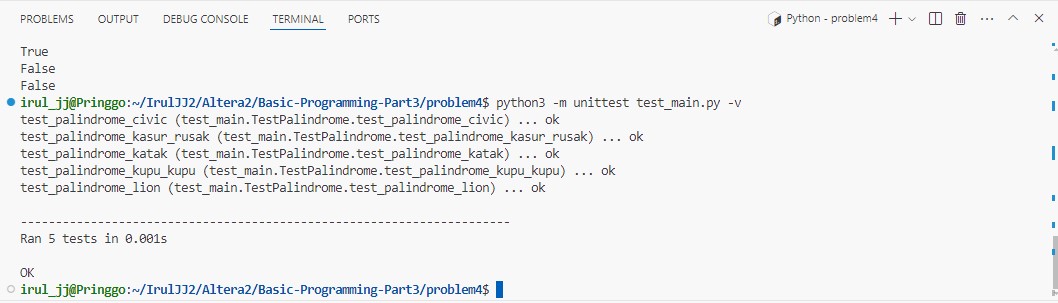 PROBLEMS OUTPUT DEBUG CONSOLE TERMINAL PORTS Python - problem4
True
False
False
irul_jj@Pringgo:~/IrulJJ2/Altera2/Basic-Programming-Part3/problem4$ python3 -m unittest test_main.py -v
test_palindrome_civic (test_main.TestPalindrome.test_palindrome_civic) ... ok
test_palindrome_kasur_rusak (test_main.TestPalindrome.test_palindrome_kasur_rusak) ... ok
test_palindrome_katak (test_main.TestPalindrome.test_palindrome_katak) ... ok
test_palindrome_kupu_kupu (test_main.TestPalindrome.test_palindrome_kupu_kupu) ... ok
test_palindrome_lion (test_main.TestPalindrome.test_palindrome_lion) ... ok
----------------------------------------------------------------------
Ran 5 tests in 0.001s
OK
irul_jj@Pringgo:~/IrulJJ2/Altera2/Basic-Programming-Part3/problem4$